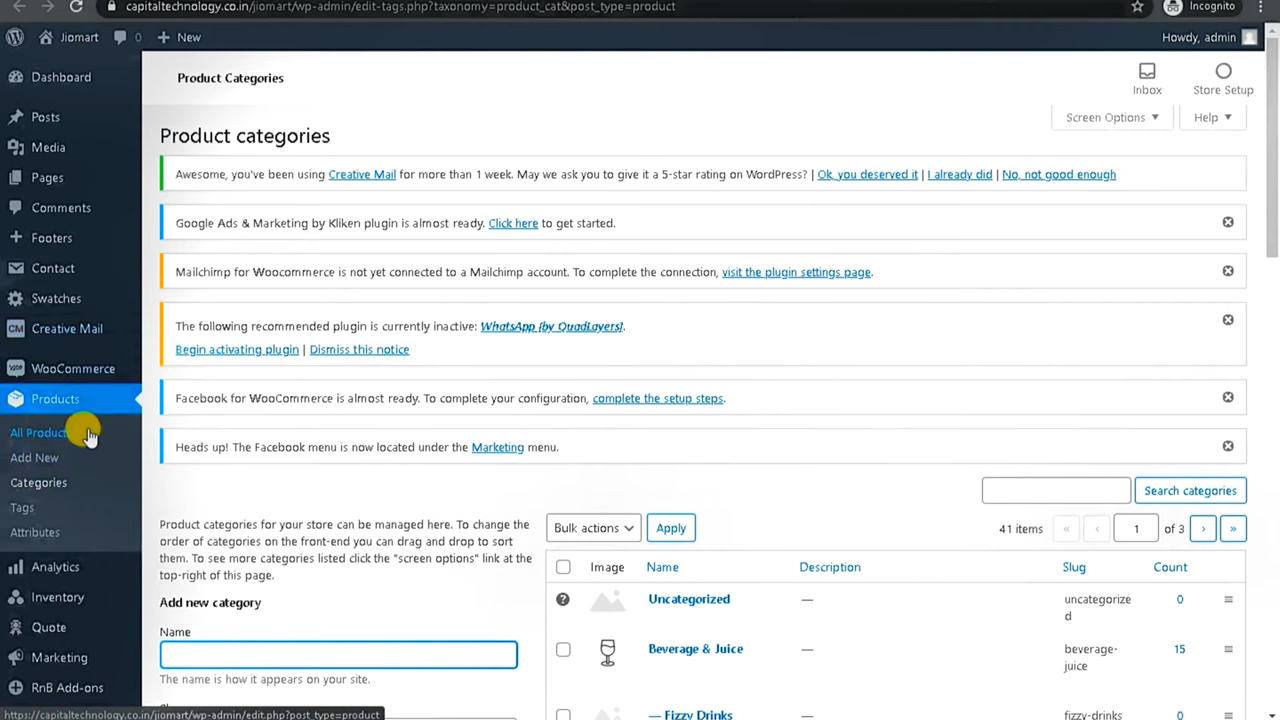 capitaltechnology.co.in/jiomart/wp-admin/edit-tags.php?taxonomy=product_cat&post_type=product
Incognito
Jiomart
0
New
Howdy, admin
Dashboard
Posts
Media
Pages
Comments
Footers
Contact
Swatches
CM Creative Mail
WooCommerce
Products
All Product
Add New
Categories
Tags
Attributes
Analytics
Inventory
Quote
Marketing
RnB Add-ons
Product Categories
Inbox
Store Setup
Screen Options
Help
Product categories
Awesome, you've been using Creative Mail for more than 1 week. May we ask you to give it a 5-star rating on WordPress? | Ok, you deserved it | I already did | No, not good enough
Google Ads & Marketing by Kliken plugin is almost ready. Click here to get started.
Mailchimp for Woocommerce is not yet connected to a Mailchimp account. To complete the connection, visit the plugin settings page.
The following recommended plugin is currently inactive: WhatsApp [by QuadLayers].
Begin activating plugin | Dismiss this notice
Facebook for WooCommerce is almost ready. To complete your configuration, complete the setup steps.
Heads up! The Facebook menu is now located under the Marketing menu.
Search categories
Product categories for your store can be managed here. To change the
order of categories on the front-end you can drag and drop to sort
them. To see more categories listed click the "screen options" link at the
top-right of this page.
Add new category
Name
The name is how it appears on your site.
Bulk actions
Apply
41 items
« ‹ 1 of 3 › »
Image Name Description Slug Count
Uncategorized — uncategorize
d 0
Beverage & Juice — beverage-
juice 15
— Fizzy Drinks — fizzy-drinks 0
https://capitaltechnology.co.in/jiomart/wp-admin/edit.php?post_type=product